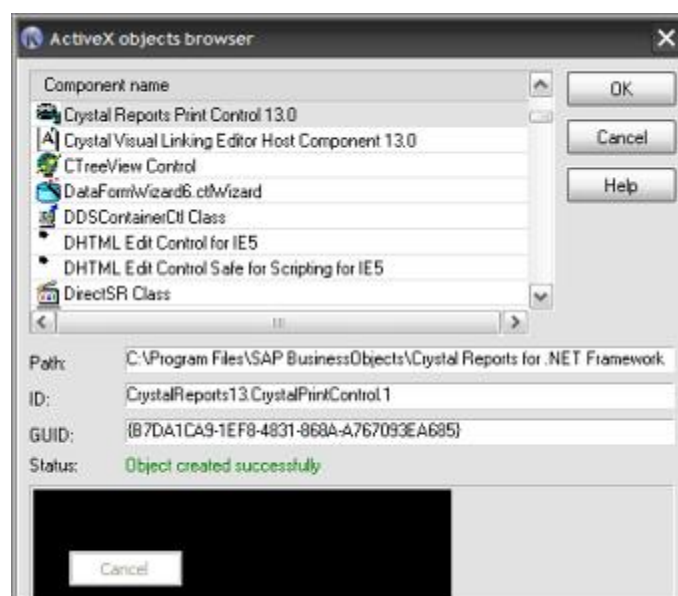 ActiveX objects browser
Component name
Crystal Reports Print Control 13.0
Crystal Visual Linking Editor Host Component 13.0
CTreeView Control
DataFormWizard6.ctlWizard
DDSContainerCtl Class
DHTML Edit Control for IE5
DHTML Edit Control Safe for Scripting for IE5
DirectSR Class
OK
Cancel
Help
Path: C:\Program Files\SAP BusinessObjects\Crystal Reports for .NET Framework
ID: CrystalReports13.CrystalPrintControl.1
GUID: {B7DA1CA9-1EF8-4831-868A-A767093EA685}
Status: Object created successfully
Cancel